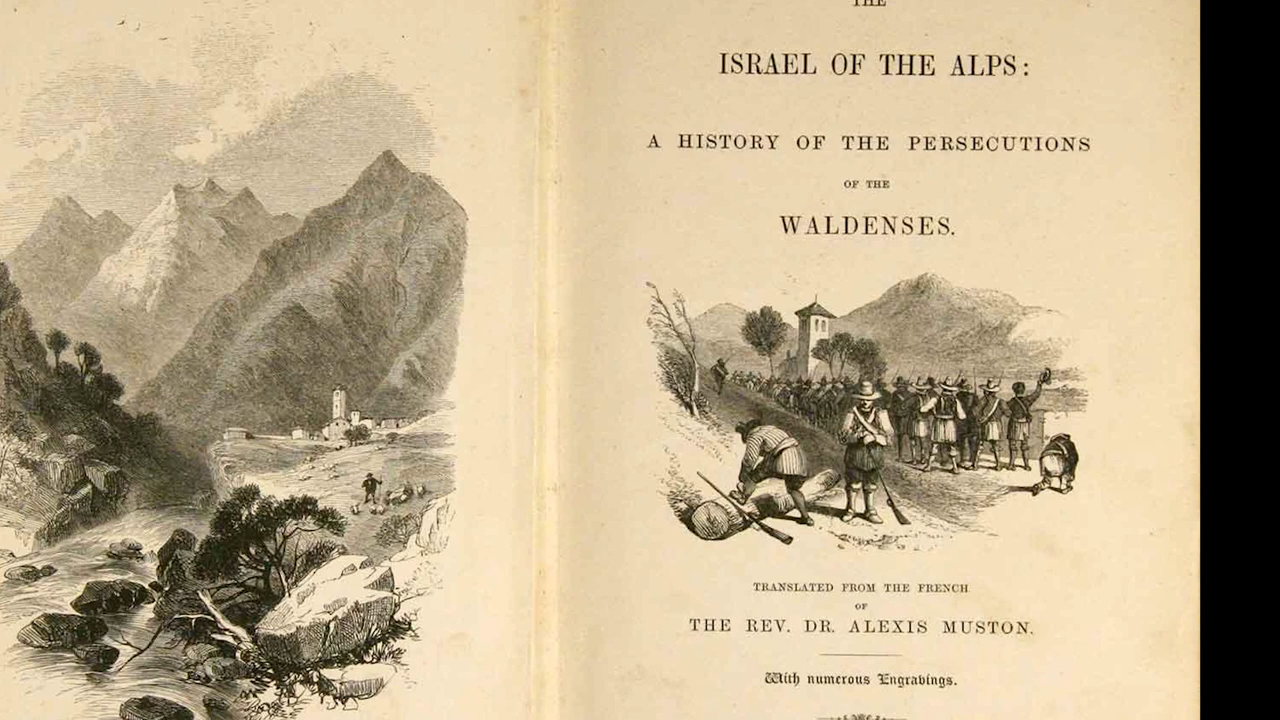 THE
ISRAEL OF THE ALPS:
A HISTORY OF THE PERSECUTIONS
OF THE
WALDENSES.
TRANSLATED FROM THE FRENCH
OF
THE REV. DR. ALEXIS MUSTON.
With numerous Engravings.